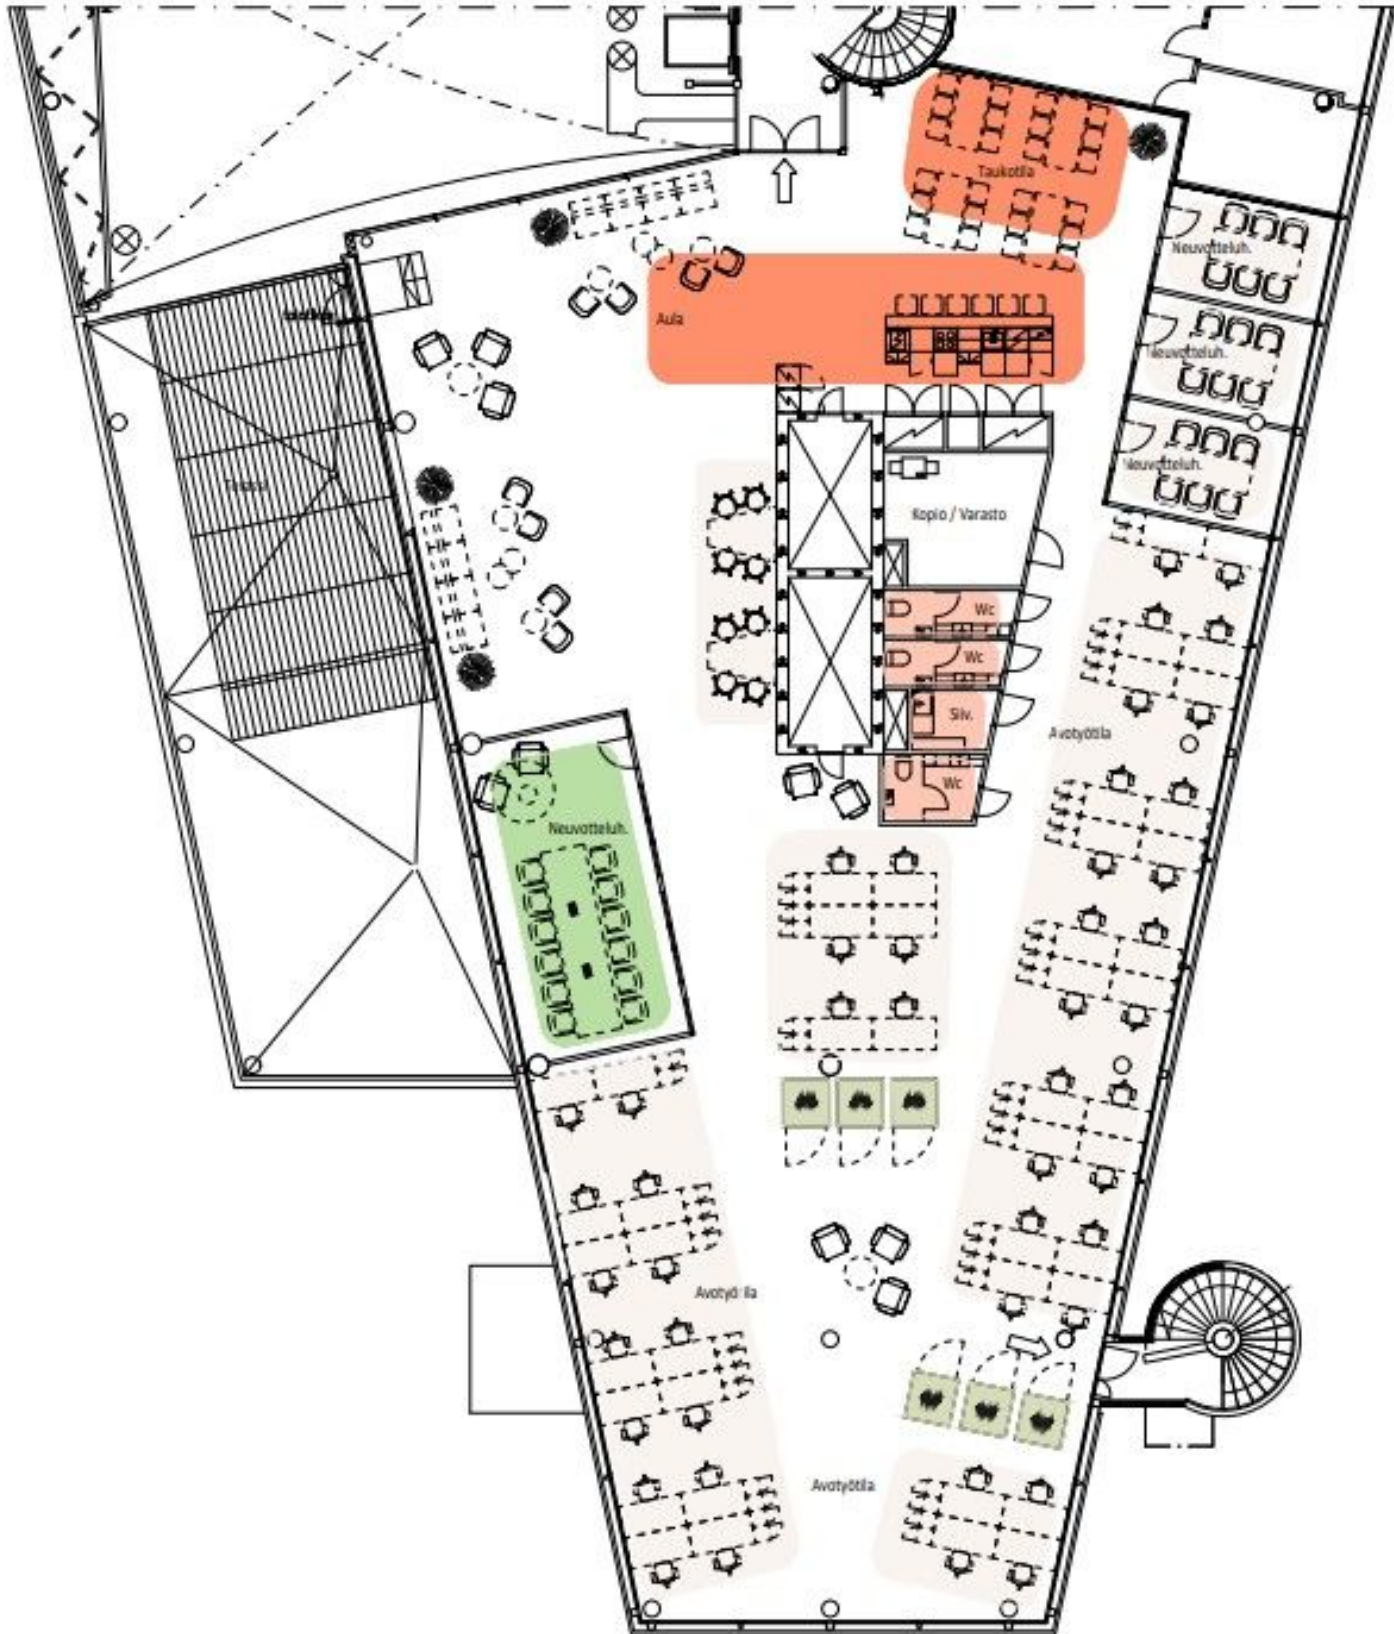 Taukotila
Neuvotteluh.
Aula
Neuvotteluh.
Neuvotteluh.
Kopio / Varasto
Wc
Wc
Siiv.
Avotyötila
Wc
Neuvotteluh.
Avotyötila
Avotyötila